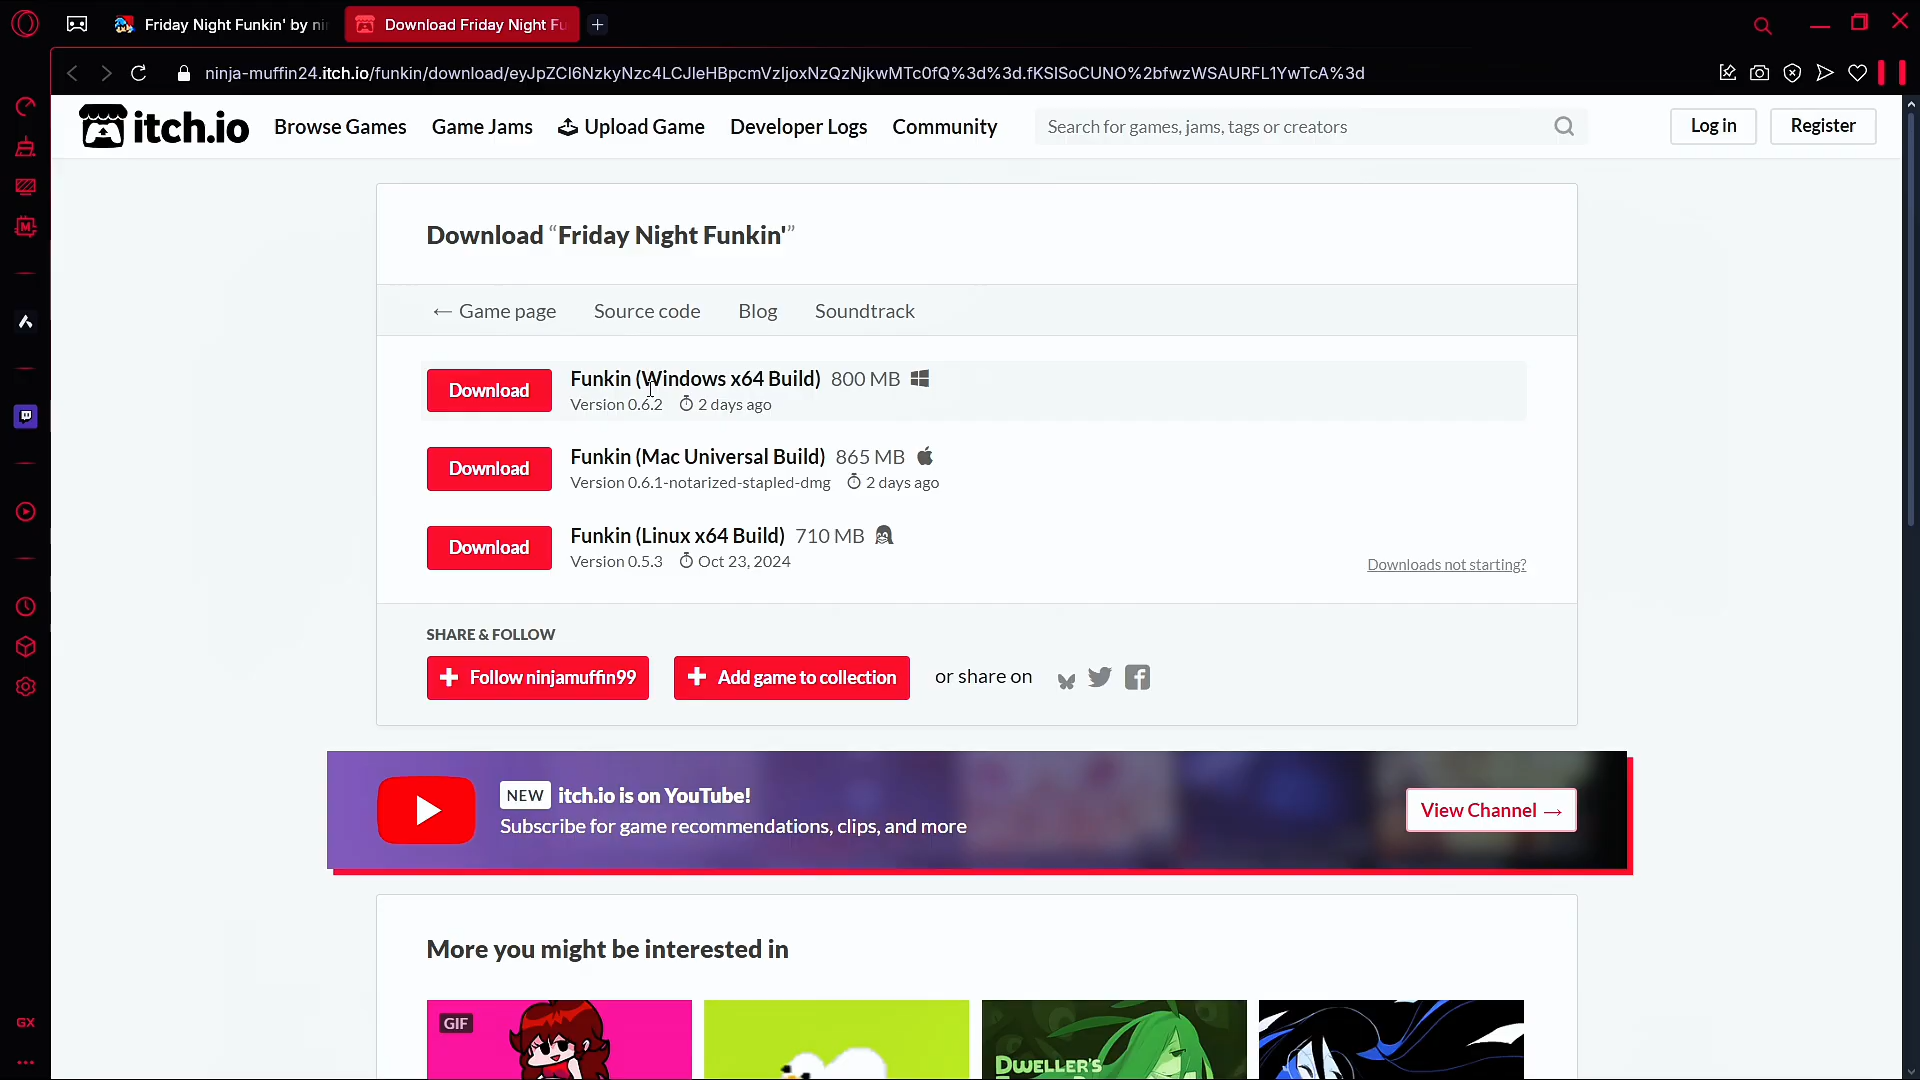 Friday Night Funkin' by nin
Download Friday Night Fu
ninja-muffin24.itch.io/funkin/download/eyJpZCI6NzkyNzc4LCJleHBpcmVzIjoxNzQzNjkwMTc0fQ%3d%3d.fKSISoCUNO%2bfwzWSAURFL1YwTcA%3d
itch.io
Browse Games
Game Jams
Upload Game
Developer Logs
Community
Search for games, jams, tags or creators
Log in
Register
Download “Friday Night Funkin'”
← Game page
Source code
Blog
Soundtrack
Download
Funkin (Windows x64 Build) 800 MB
Version 0.6.2 2 days ago
Download
Funkin (Mac Universal Build) 865 MB
Version 0.6.1-notarized-stapled-dmg 2 days ago
Download
Funkin (Linux x64 Build) 710 MB
Version 0.5.3 Oct 23, 2024
Downloads not starting?
SHARE & FOLLOW
Follow ninjamuffin99
Add game to collection
or share on
NEW itch.io is on YouTube!
Subscribe for game recommendations, clips, and more
View Channel →
More you might be interested in
GIF
DWELLER'S
GX